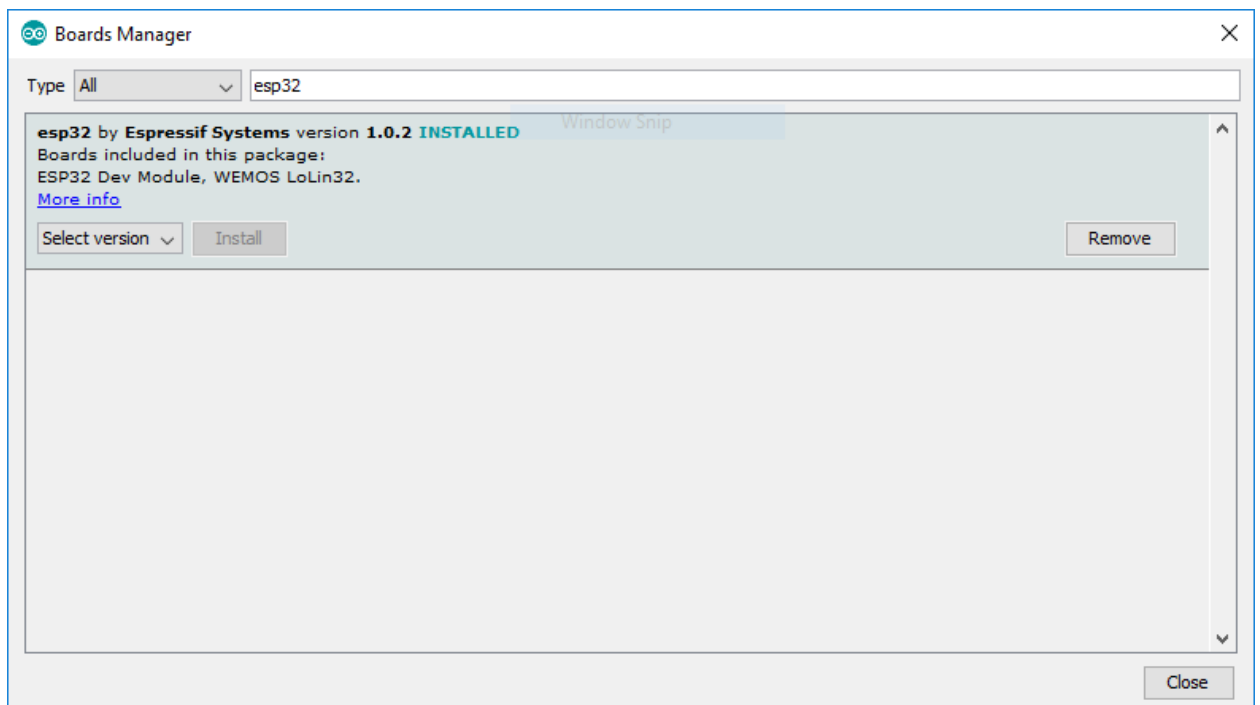 Boards Manager
Type All esp32
Window Snip
esp32 by Espressif Systems version 1.0.2 INSTALLED
Boards included in this package:
ESP32 Dev Module, WEMOS LoLin32.
More info
Select version Install Remove
Close